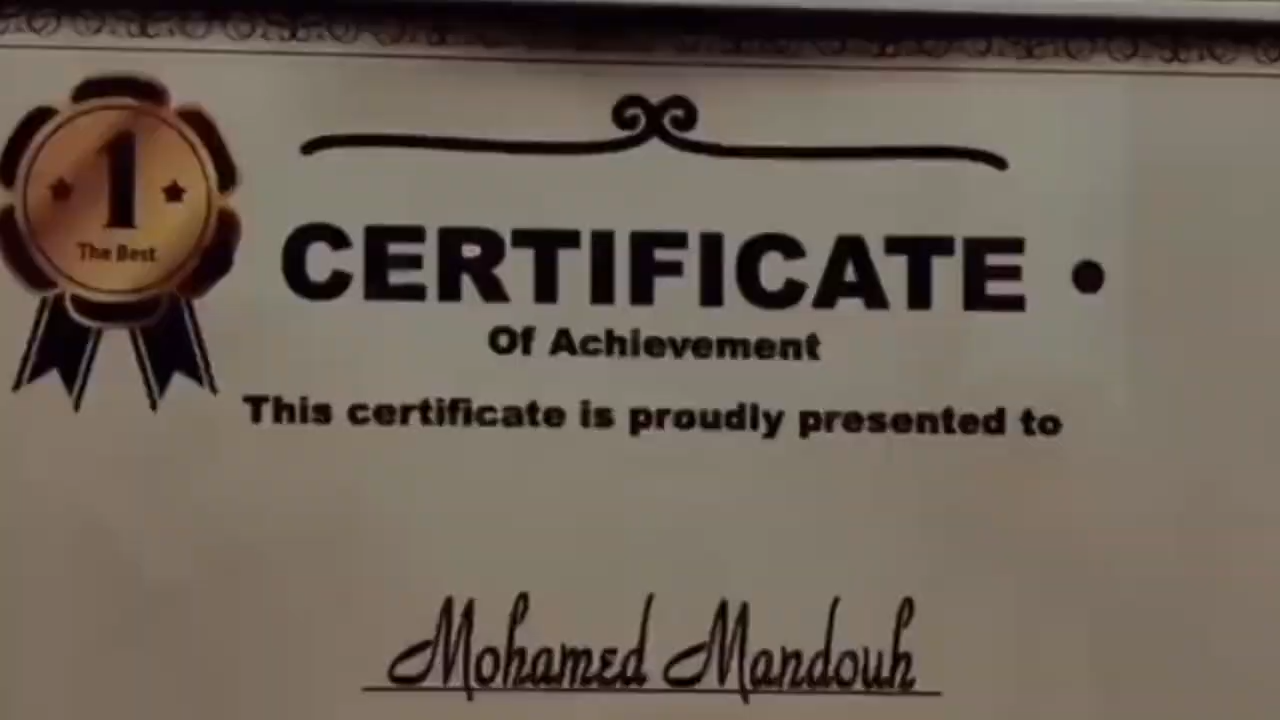 1
The Best
CERTIFICATE •
Of Achievement
This certificate is proudly presented to
Mohamed Mandouh